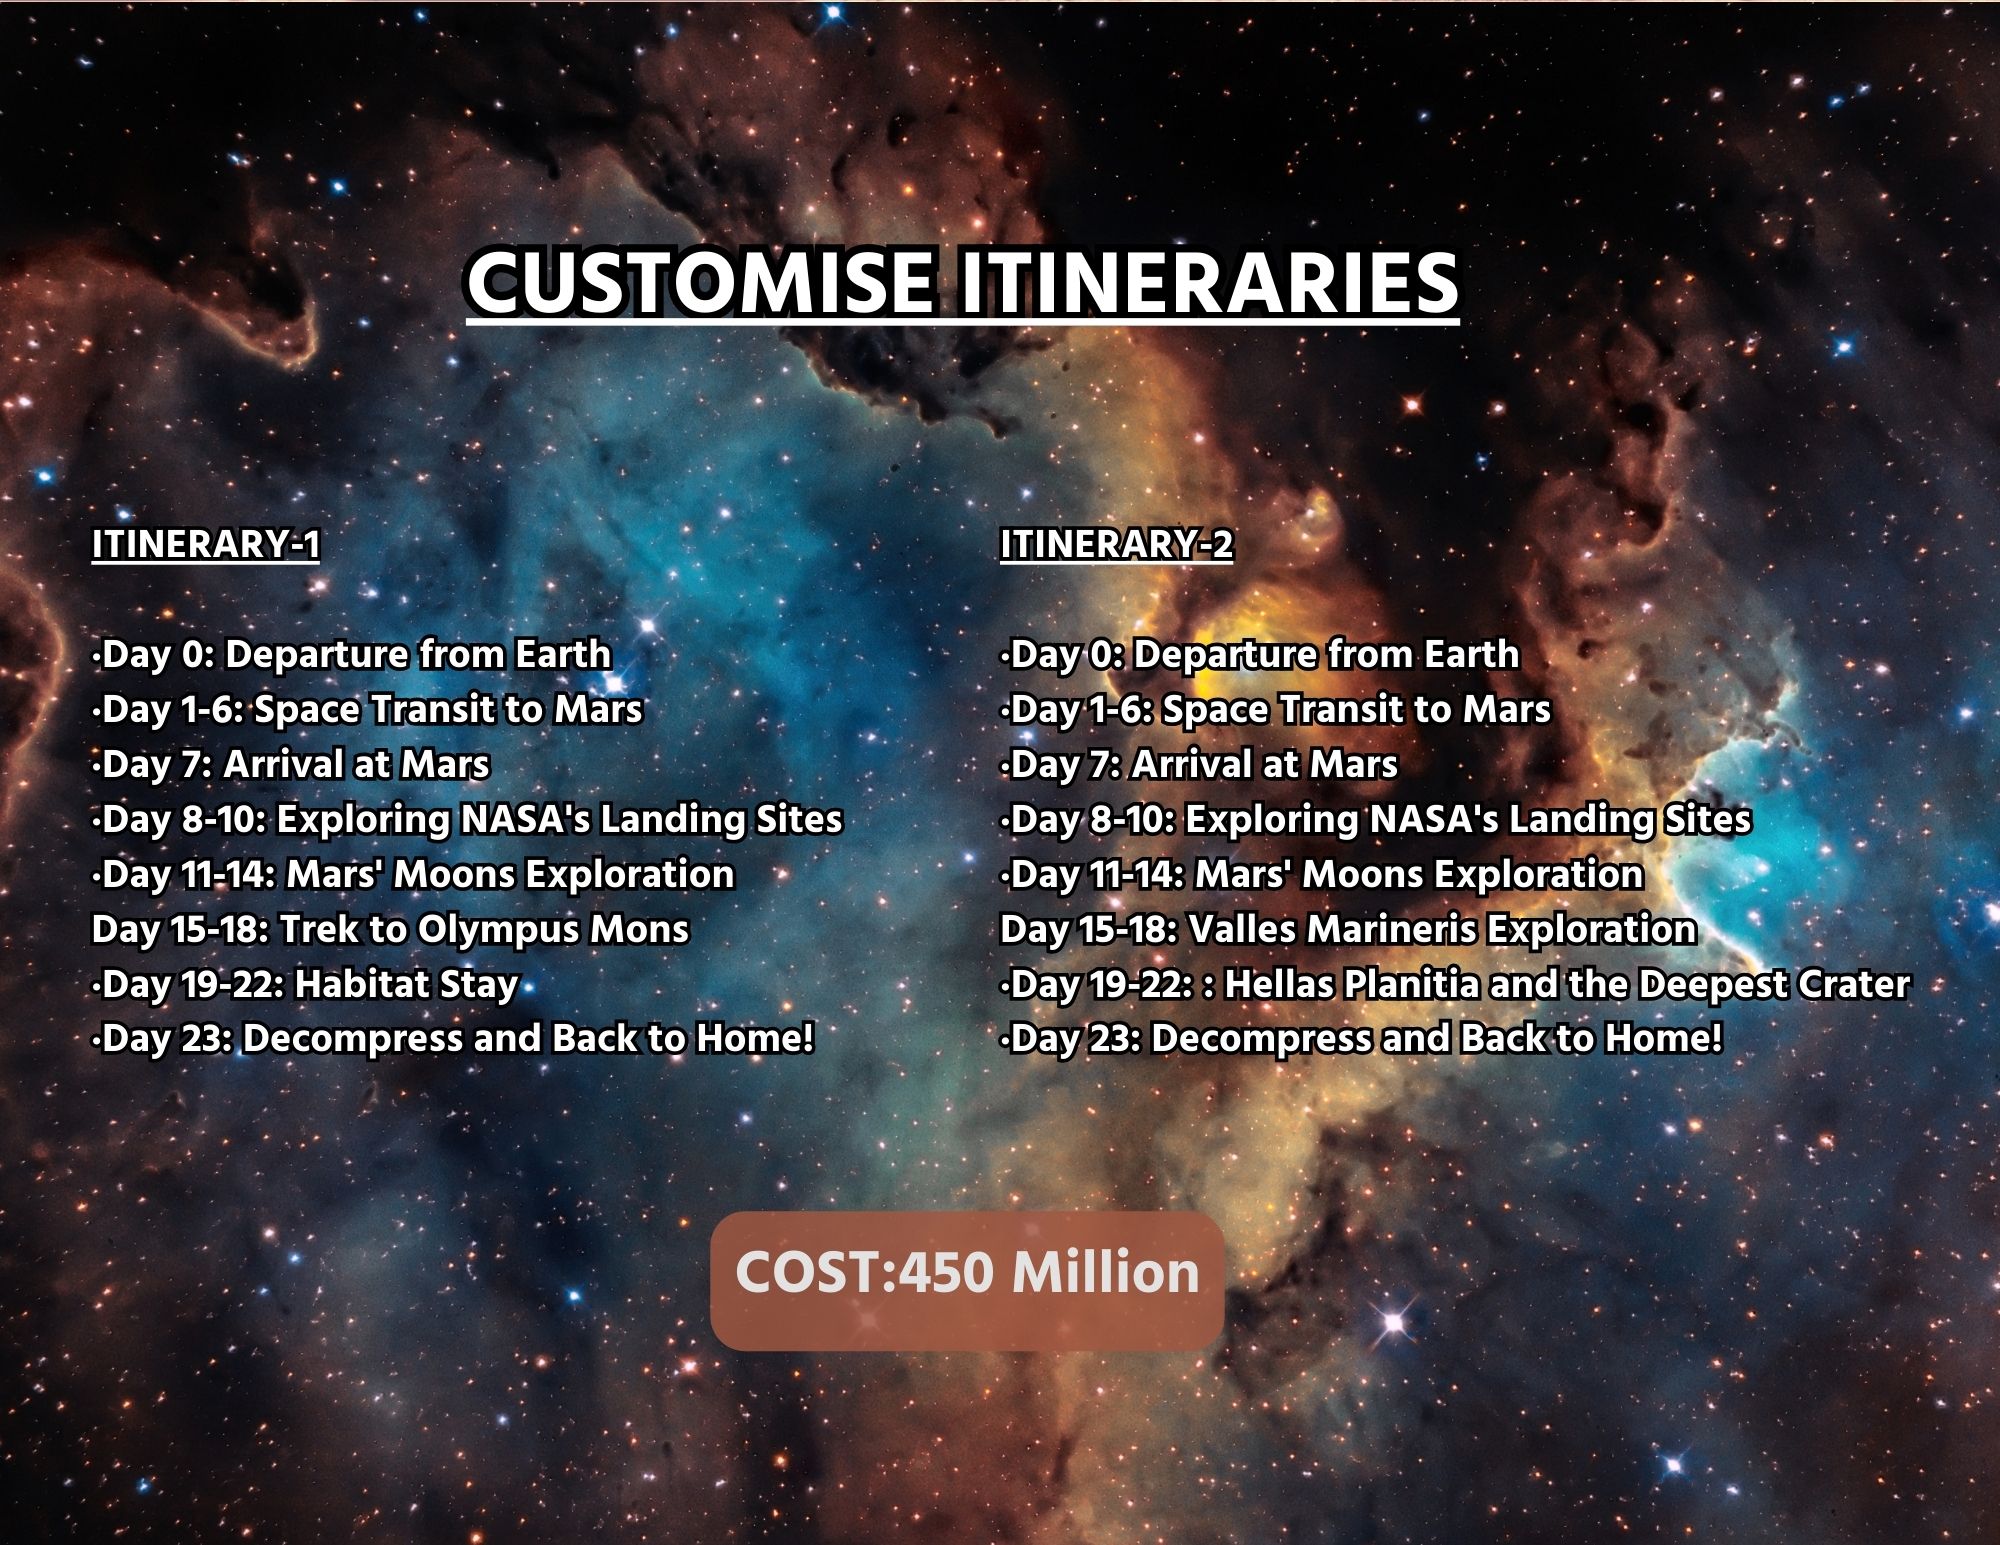 CUSTOMISE ITINERARIES
ITINERARY-1
·Day 0: Departure from Earth
·Day 1-6: Space Transit to Mars
·Day 7: Arrival at Mars
·Day 8-10: Exploring NASA's Landing Sites
·Day 11-14: Mars' Moons Exploration
Day 15-18: Trek to Olympus Mons
·Day 19-22: Habitat Stay
·Day 23: Decompress and Back to Home!
ITINERARY-2
·Day 0: Departure from Earth
·Day 1-6: Space Transit to Mars
·Day 7: Arrival at Mars
·Day 8-10: Exploring NASA's Landing Sites
·Day 11-14: Mars' Moons Exploration
Day 15-18: Valles Marineris Exploration
·Day 19-22: : Hellas Planitia and the Deepest Crater
·Day 23: Decompress and Back to Home!
COST:450 Million